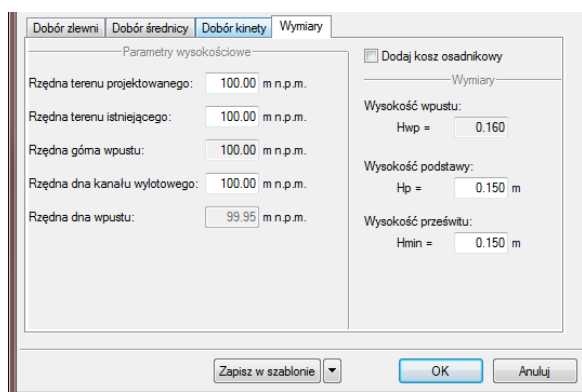 Dobór zlewni Dobór średnicy Dobór kinety Wymiary
Parametry wysokościowe
Rzędna terenu projektowanego: 100.00 m n.p.m.
Rzędna terenu istniejącego: 100.00 m n.p.m.
Rzędna górna wpustu: 100.00 m n.p.m.
Rzędna dna kanału wylotowego: 100.00 m n.p.m.
Rzędna dna wpustu: 99.95 m n.p.m.
Dodaj kosz osadnikowy
Wymiary
Wysokość wpustu:
Hwp = 0.160
Wysokość podstawy:
Hp = 0.150 m
Wysokość prześwitu:
Hmin = 0.150 m
Zapisz w szablonie OK Anuluj